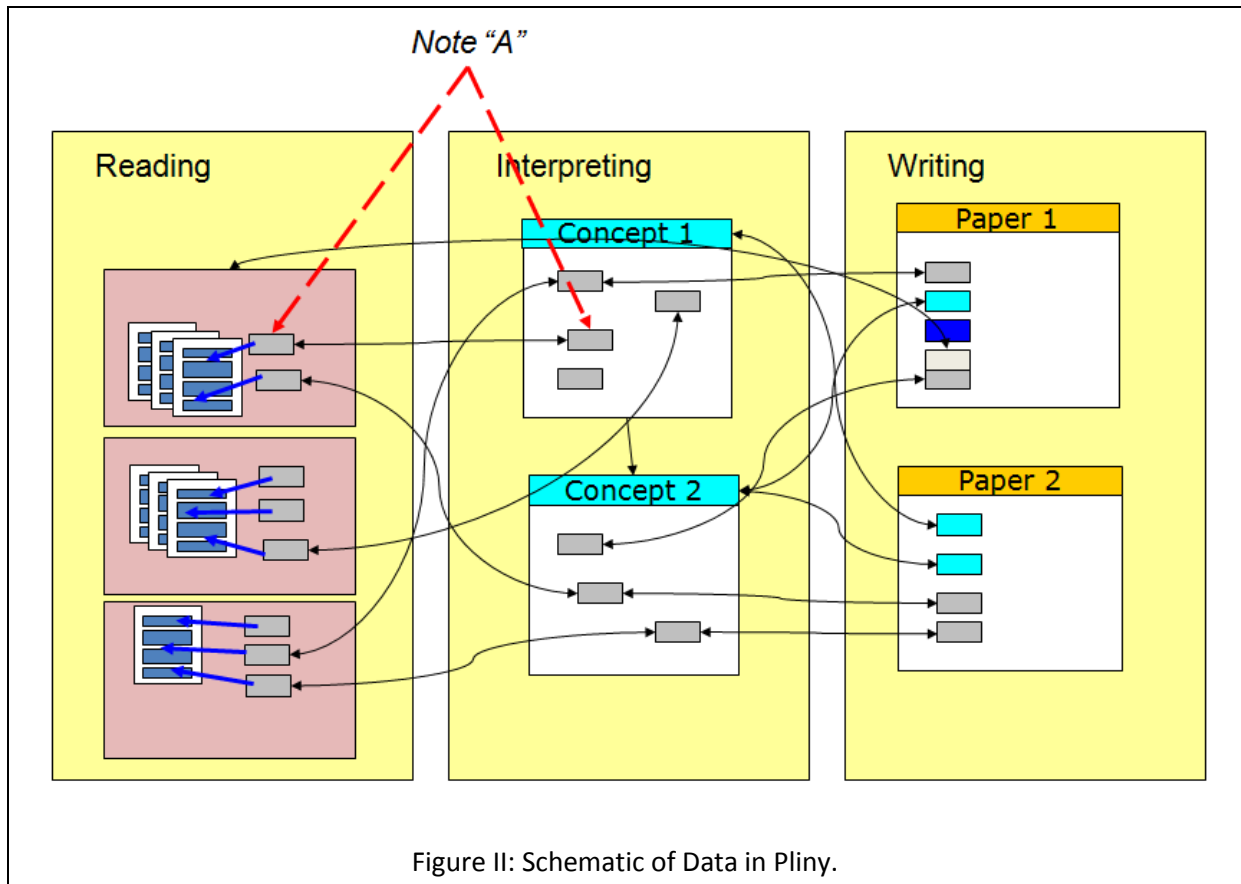 Note “A”
Reading
Interpreting
Writing
Concept 1
Paper 1
Concept 2
Paper 2
Figure II: Schematic of Data in Pliny.